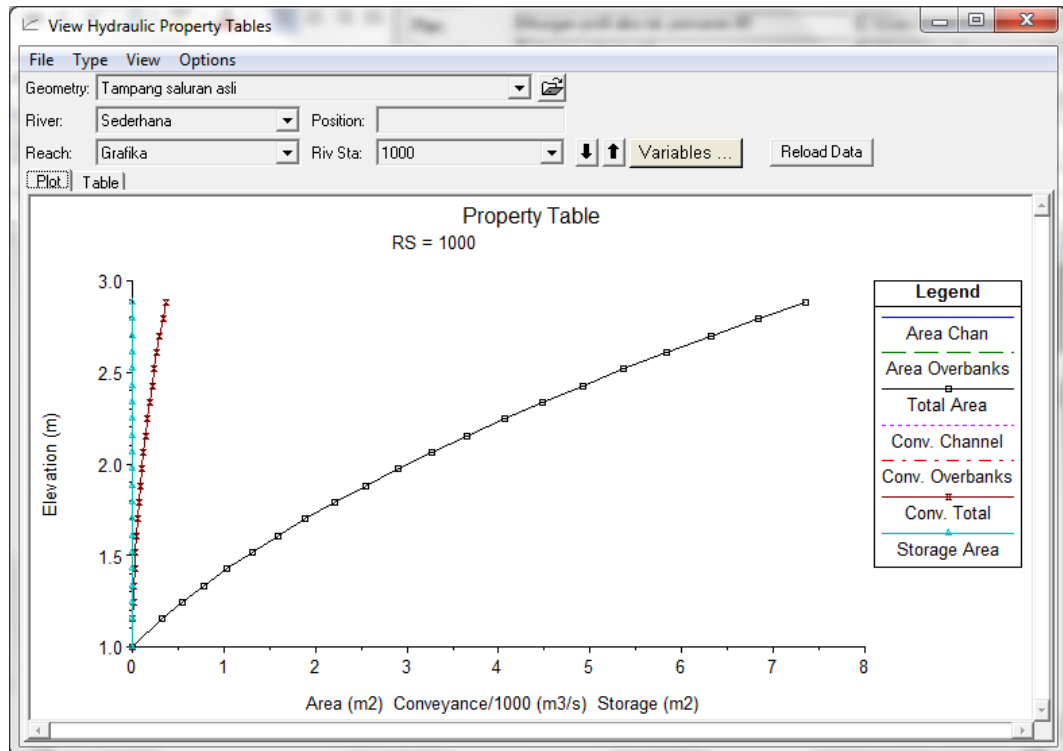 View Hydraulic Property Tables
File Type View Options
Geometry: Tampang saluran asli
River: Sederhana Position:
Reach: Grafika Riv Sta: 1000 Variables ... Reload Data
Plot Table
Property Table
RS = 1000
3.0
2.5
2.0
1.5
1.0
Elevation (m)
0 1 2 3 4 5 6 7 8
Area (m2) Conveyance/1000 (m3/s) Storage (m2)
Legend
Area Chan
Area Overbanks
Total Area
Conv. Channel
Conv. Overbanks
Conv. Total
Storage Area